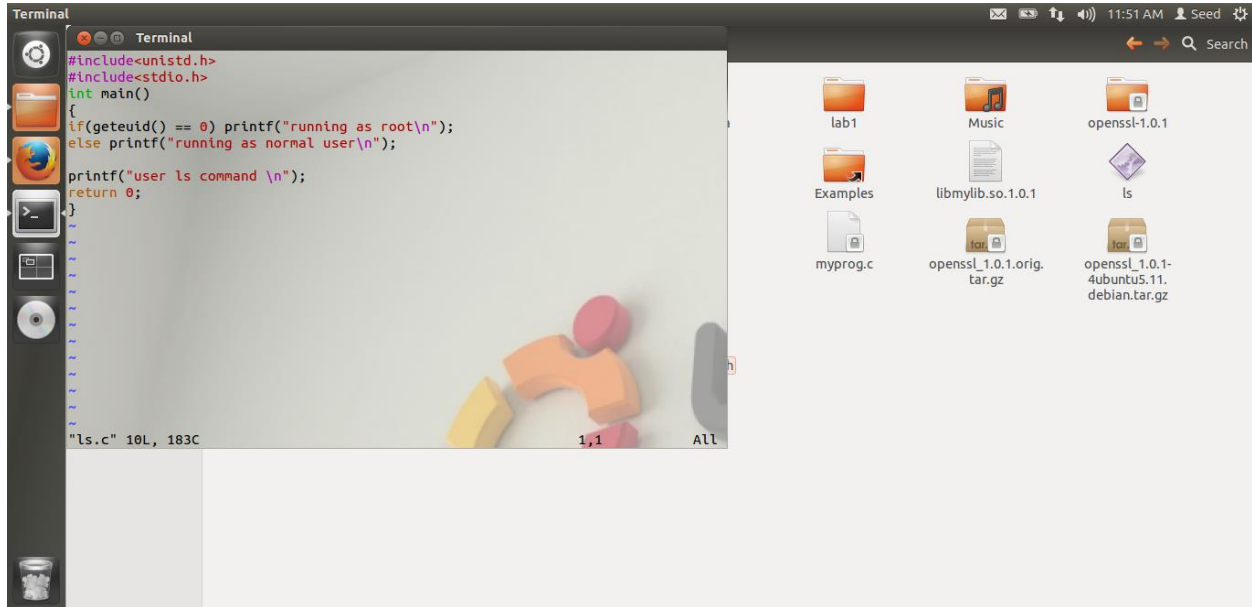 Terminal
11:51 AM
Seed
Terminal
Search
#include<unistd.h>
#include<stdio.h>
int main()
{
if(geteuid() == 0) printf("running as root\n");
else printf("running as normal user\n");
printf("user ls command \n");
return 0;
}
~
~
~
~
~
~
~
~
~
~
~
~
~
"ls.c" 10L, 183C 1,1 All
lab1
Music
openssl-1.0.1
Examples
libmylib.so.1.0.1
ls
myprog.c
openssl_1.0.1.orig.
tar.gz
openssl_1.0.1-
4ubuntu5.11.
debian.tar.gz
h